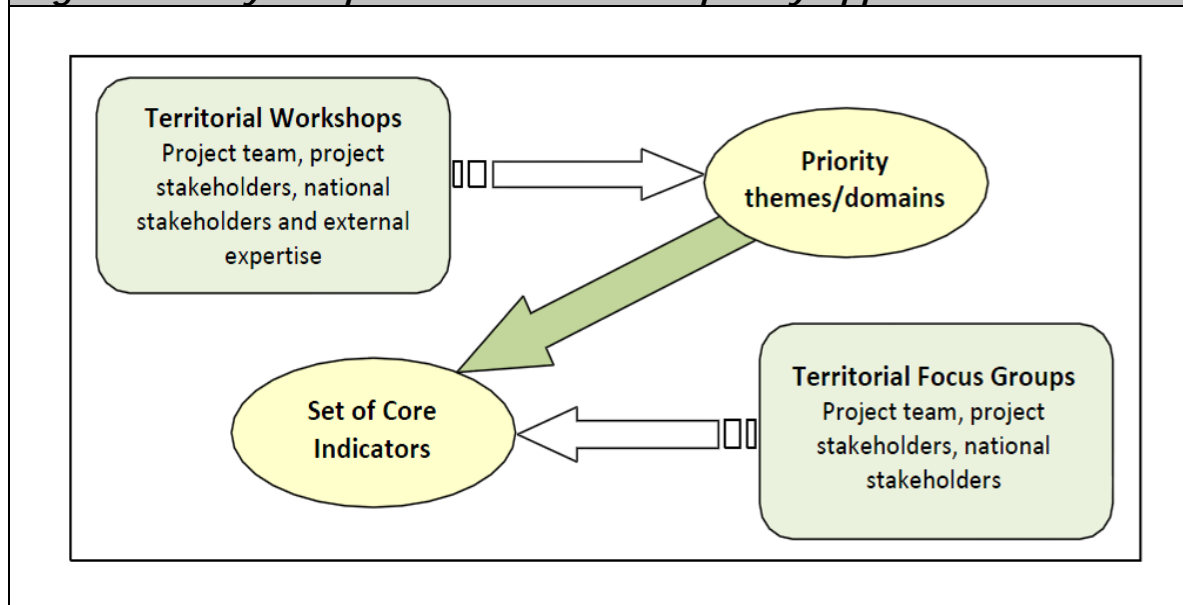 Territorial Workshops
Project team, project
stakeholders, national
stakeholders and external
expertise
Priority
themes/domains
Set of Core
Indicators
Territorial Focus Groups
Project team, project
stakeholders, national
stakeholders